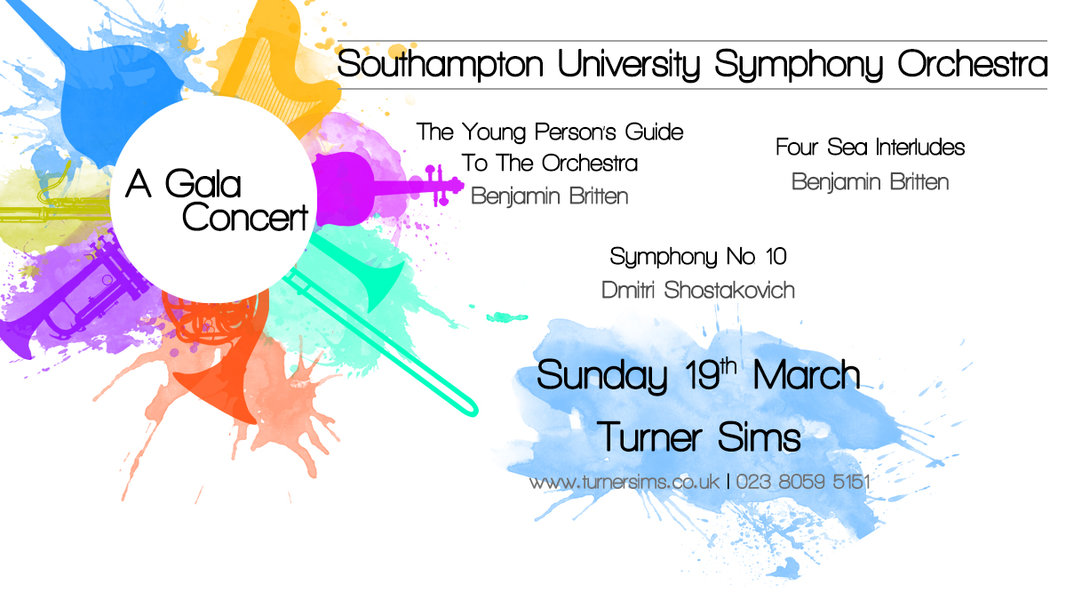 Southampton University Symphony Orchestra
A Gala
Concert
The Young Person's Guide
To The Orchestra
Benjamin Britten
Four Sea Interludes
Benjamin Britten
Symphony No 10
Dmitri Shostakovich
Sunday 19th March
Turner Sims
www.turnersims.co.uk | 023 8059 5151